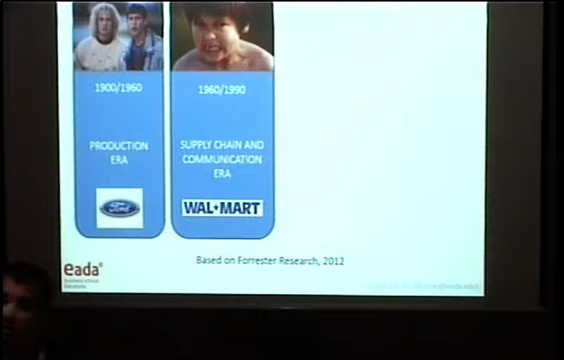 1900/1960
PRODUCTION
ERA
Ford
1960/1990
SUPPLY CHAIN AND
COMMUNICATION
ERA
WAL•MART
Based on Forrester Research, 2012
eada